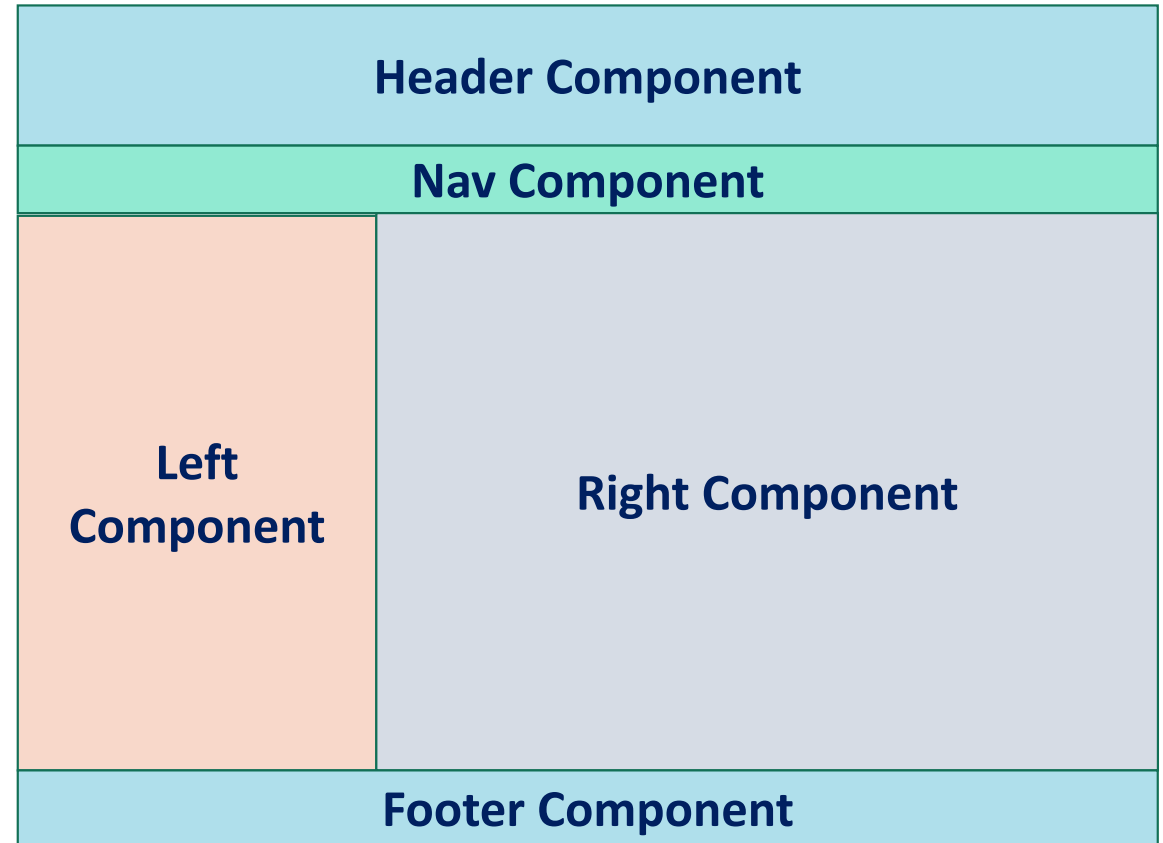 Header Component
Nav Component
Left
Component
Right Component
Footer Component